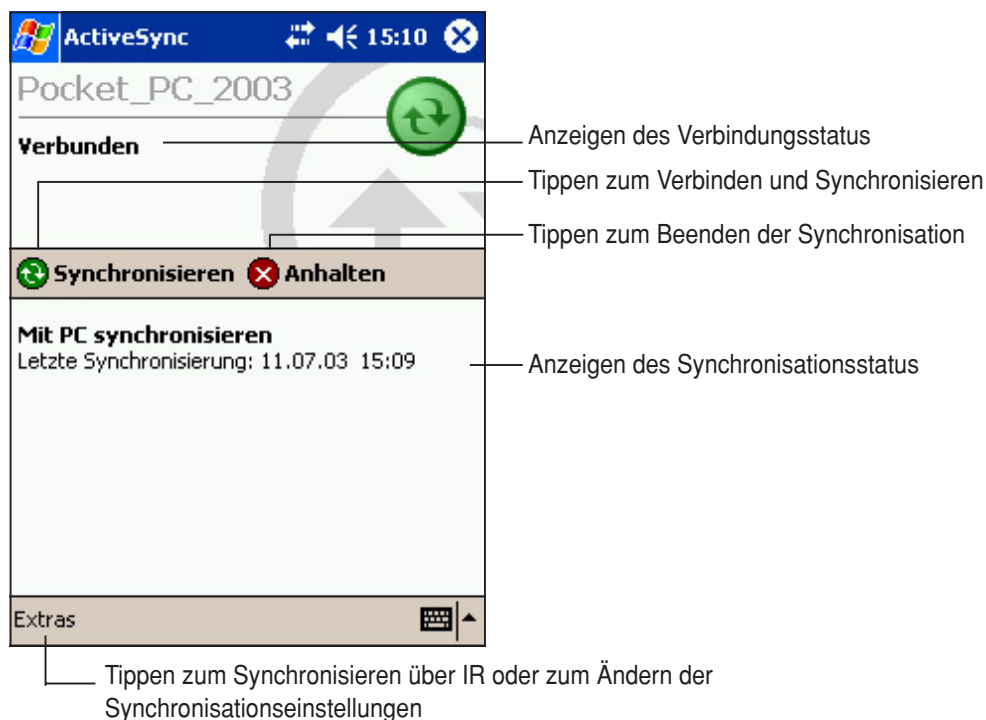 ActiveSync 15:10
Pocket_PC_2003
Verbunden
Anzeigen des Verbindungsstatus
Tippen zum Verbinden und Synchronisieren
Tippen zum Beenden der Synchronisation
Synchronisieren Anhalten
Mit PC synchronisieren
Letzte Synchronisierung: 11.07.03 15:09
Anzeigen des Synchronisationsstatus
Extras
Tippen zum Synchronisieren über IR oder zum Ändern der
Synchronisationseinstellungen